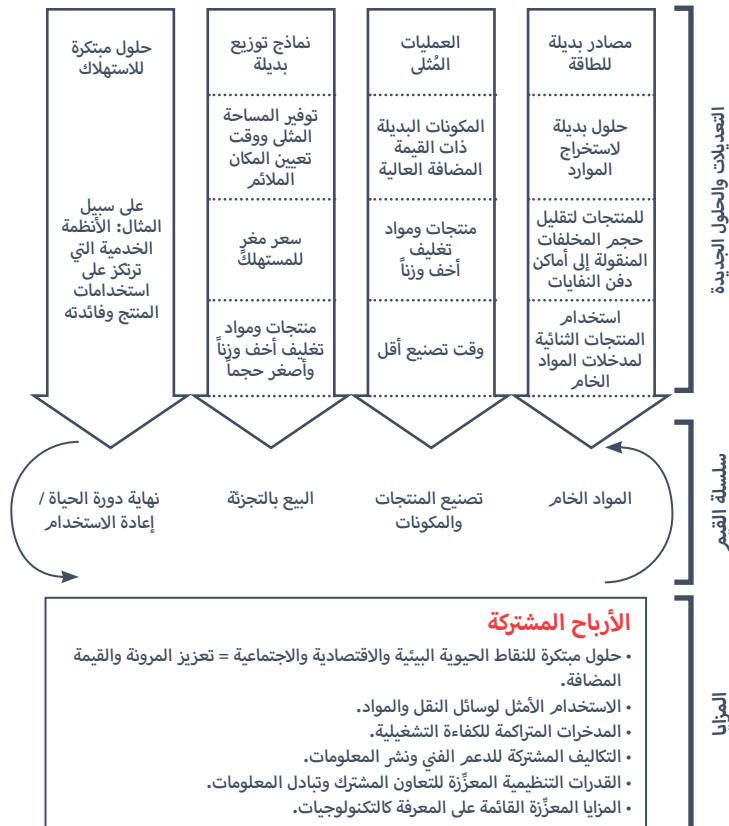 مصادر بديلة
للطاقة
حلول بديلة
لاستخراج
الموارد
للمنتجات لتقليل
حجم المخلفات
المنقولة إلى أماكن
دفن النفايات
استخدام
المنتجات الثنائية
لمدخلات المواد
الخام
العمليات
المُثلى
المكونات البديلة
ذات القيمة
المضافة العالية
منتجات ومواد
تغليف
أخف وزناً
وقت تصنيع أقل
نماذج توزيع
بديلة
توفير المساحة
المثلى ووقت
تعيين المكان
الملائم
سعر مغرٍ
للمستهلك
منتجات ومواد
تغليف أخف وزناً
وأصغر حجماً
حلول مبتكرة
للاستهلاك
على سبيل
المثال: الأنظمة
الخدمية التي
ترتكز على
استخدامات
المنتج وفائدته
التعديلات والحلول الجديدة
المواد الخام
تصنيع المنتجات
والمكونات
البيع بالتجزئة
نهاية دورة الحياة /
إعادة الاستخدام
سلسلة القيم
الأرباح المشتركة
• حلول مبتكرة للنقاط الحيوية البيئية والاقتصادية والاجتماعية = تعزيز المرونة والقيمة
المضافة.
• الاستخدام الأمثل لوسائل النقل والمواد.
• المدخرات المتراكمة للكفاءة التشغيلية.
• التكاليف المشتركة للدعم الفني ونشر المعلومات.
• القدرات التنظيمية المعزِّزة للتعاون المشترك وتبادل المعلومات.
• المزايا المعزِّزة القائمة على المعرفة كالتكنولوجيات.
المزايا